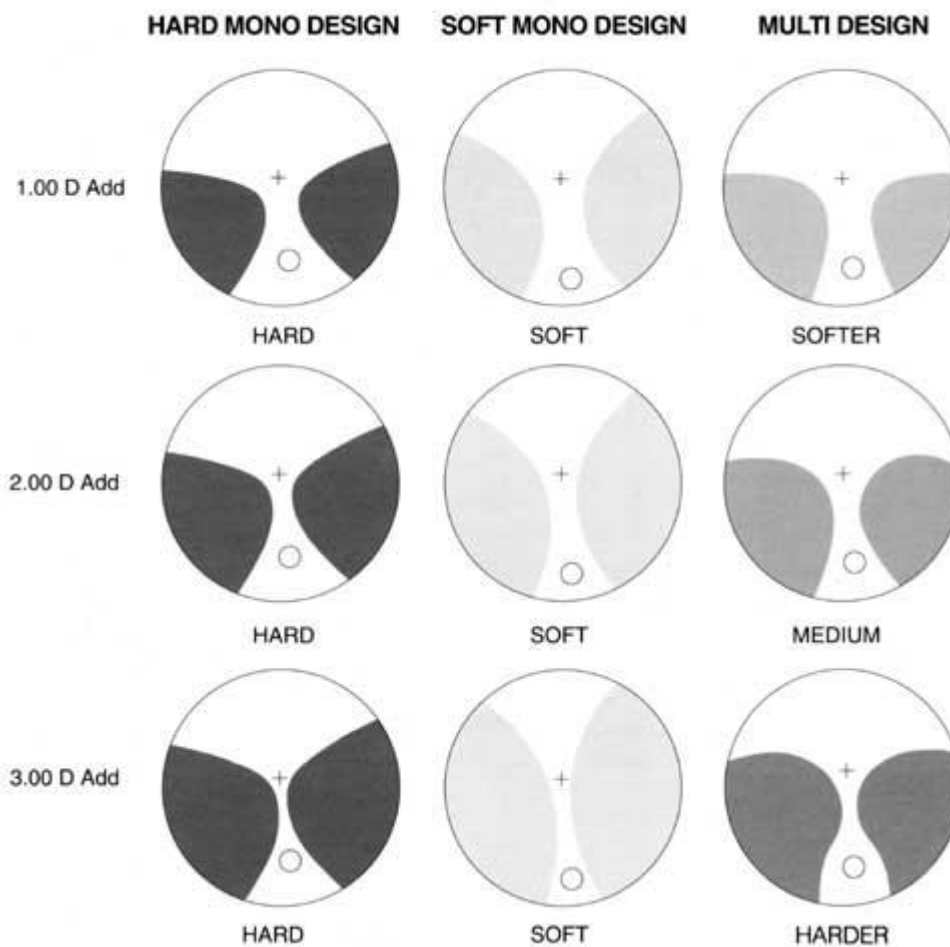 HARD MONO DESIGN SOFT MONO DESIGN MULTI DESIGN
1.00 D Add
HARD SOFT SOFTER
2.00 D Add
HARD SOFT MEDIUM
3.00 D Add
HARD SOFT HARDER